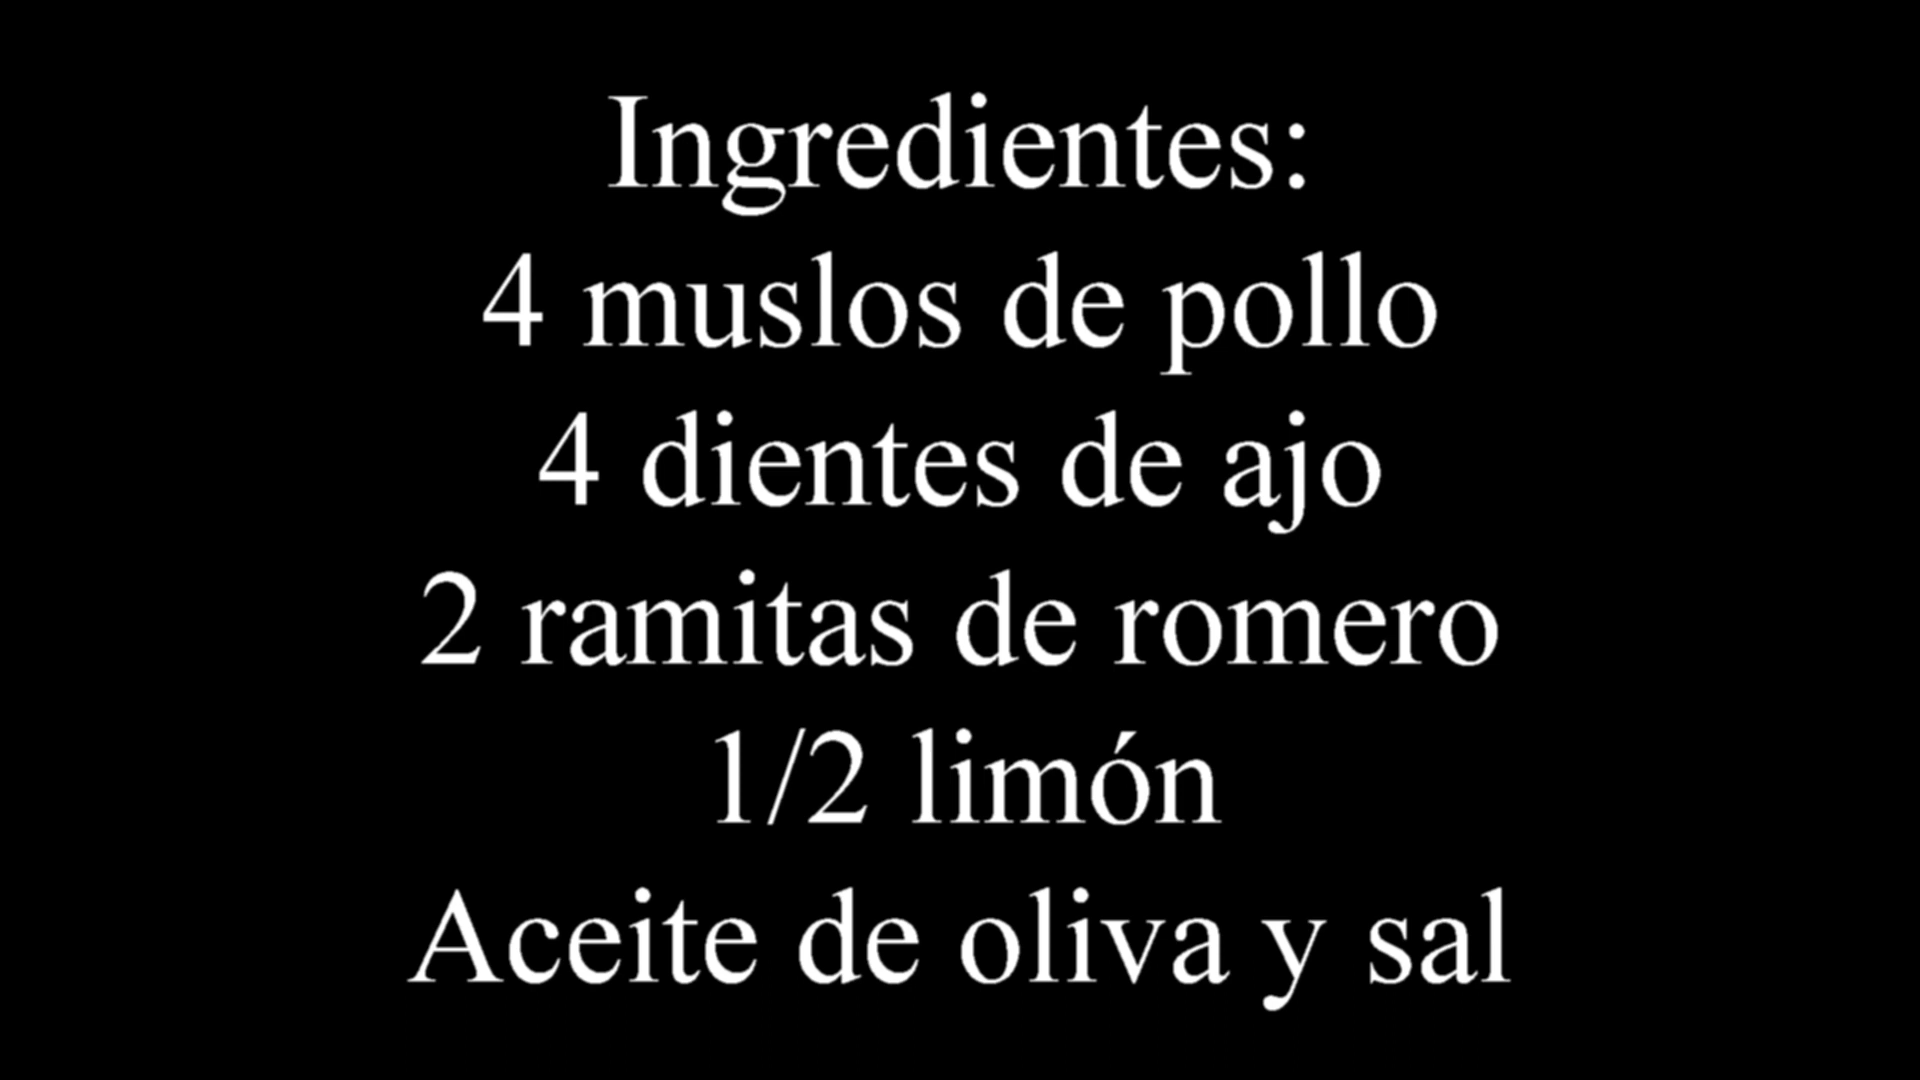 Ingredientes:
4 muslos de pollo
4 dientes de ajo
2 ramitas de romero
1/2 limón
Aceite de oliva y sal